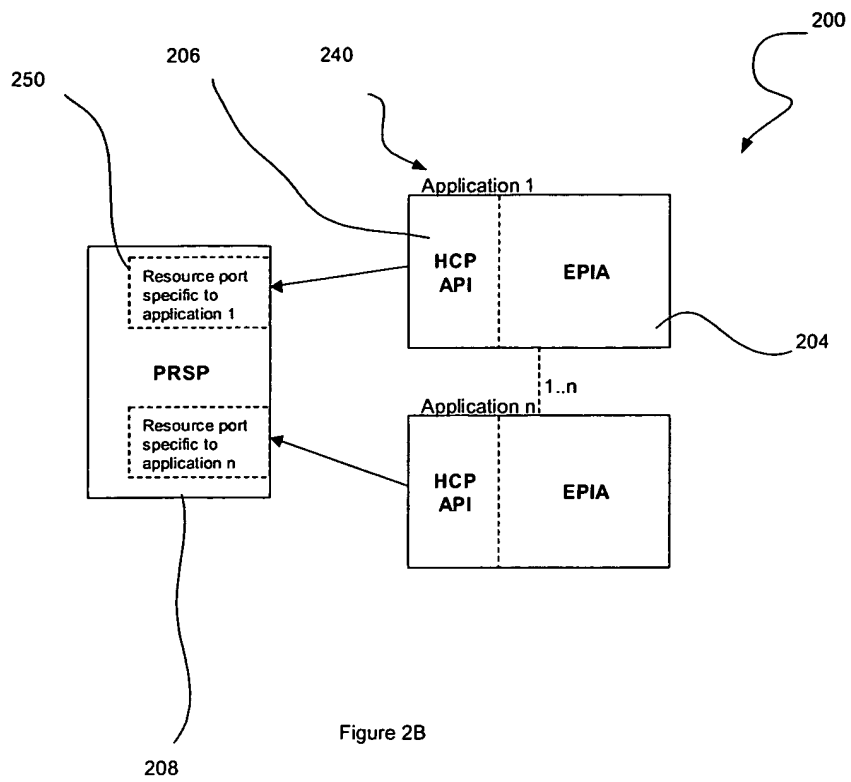 200
206
240
250
Application 1
HCP
API
EPIA
Resource port
specific to
application 1
204
PRSP
1..n
Application n
Resource port
specific to
application n
HCP
API
EPIA
Figure 2B
208